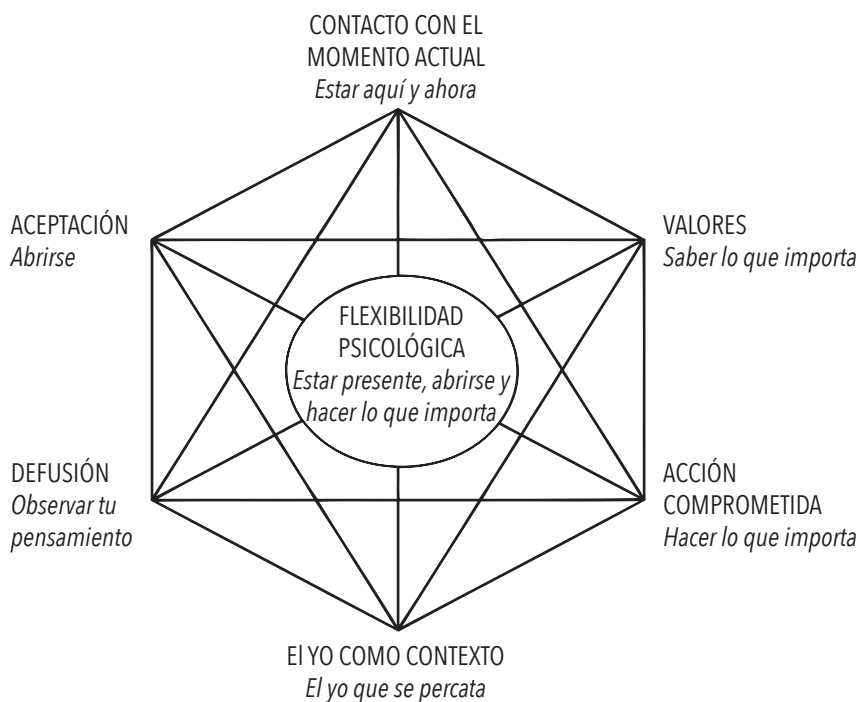 CONTACTO CON EL
MOMENTO ACTUAL
Estar aquí y ahora
ACEPTACIÓN
Abrirse
VALORES
Saber lo que importa
FLEXIBILIDAD
PSICOLÓGICA
Estar presente, abrirse y
hacer lo que importa
DEFUSIÓN
Observar tu
pensamiento
ACCIÓN
COMPROMETIDA
Hacer lo que importa
El YO COMO CONTEXTO
El yo que se percata